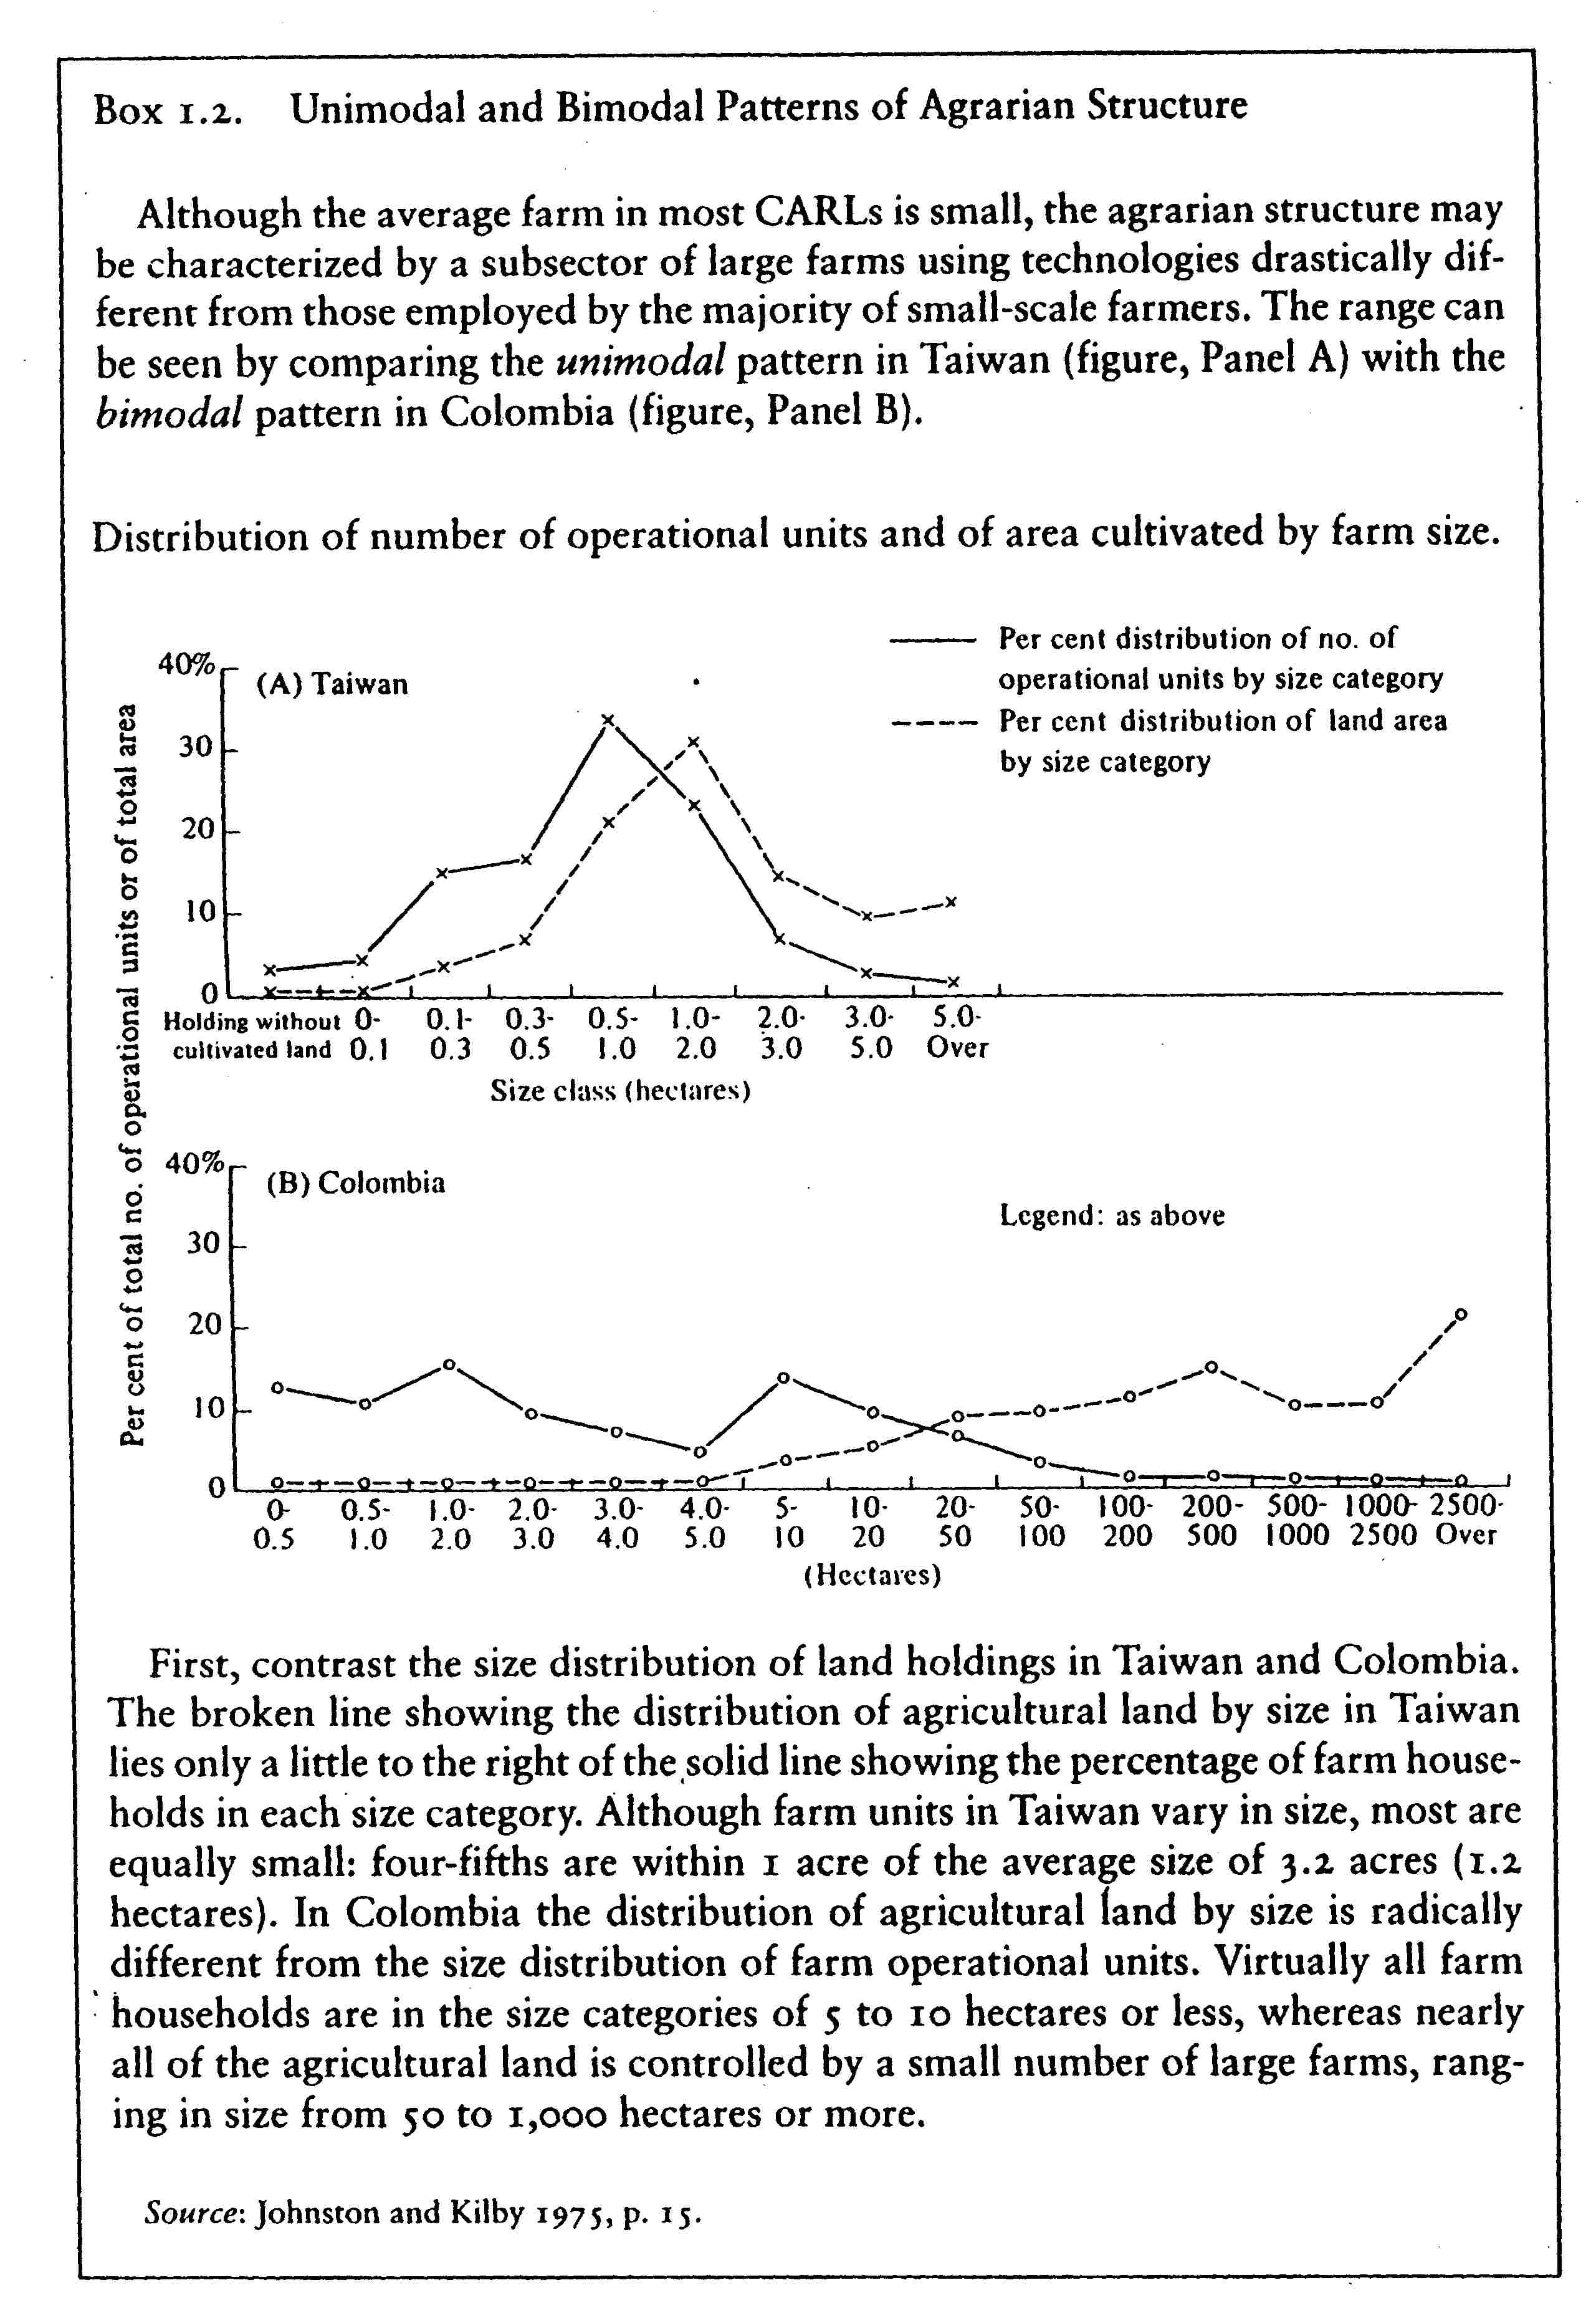 Box 1.2. Unimodal and Bimodal Patterns of Agrarian Structure
Although the average farm in most CARLs is small, the agrarian structure may
be characterized by a subsector of large farms using technologies drastically dif-
ferent from those employed by the majority of small-scale farmers. The range can
be seen by comparing the unimodal pattern in Taiwan (figure, Panel A) with the
bimodal pattern in Colombia (figure, Panel B).
Distribution of number of operational units and of area cultivated by farm size.
Per cent of total no. of operational units or of total area
Per cent distribution of no. of
operational units by size category
Per cent distribution of land area
by size category
40%
(A) Taiwan
30
20
10
0
Holding without 0- 0.1- 0.3- 0.5- 1.0- 2.0- 3.0- 5.0-
cultivated land 0.1 0.3 0.5 1.0 2.0 3.0 5.0 Over
Size class (hectares)
40%
(B) Colombia
Legend: as above
30
20
10
0
0- 0.5- 1.0- 2.0- 3.0- 4.0- 5- 10- 20- 50- 100- 200- 500- 1000- 2500-
0.5 1.0 2.0 3.0 4.0 5.0 10 20 50 100 200 500 1000 2500 Over
(Hectares)
First, contrast the size distribution of land holdings in Taiwan and Colombia.
The broken line showing the distribution of agricultural land by size in Taiwan
lies only a little to the right of the solid line showing the percentage of farm house-
holds in each size category. Although farm units in Taiwan vary in size, most are
equally small: four-fifths are within 1 acre of the average size of 3.2 acres (1.2
hectares). In Colombia the distribution of agricultural land by size is radically
different from the size distribution of farm operational units. Virtually all farm
households are in the size categories of 5 to 10 hectares or less, whereas nearly
all of the agricultural land is controlled by a small number of large farms, rang-
ing in size from 50 to 1,000 hectares or more.
Source: Johnston and Kilby 1975, p. 15.